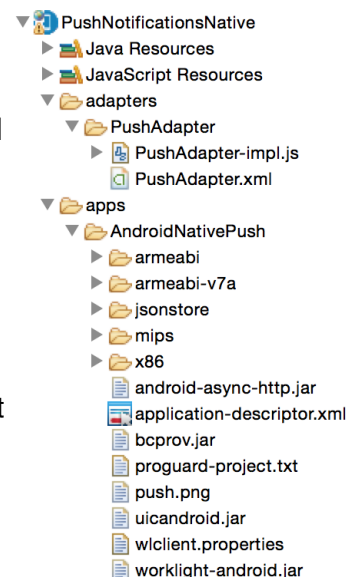 PushNotificationsNative
Java Resources
JavaScript Resources
adapters
PushAdapter
PushAdapter-impl.js
PushAdapter.xml
apps
AndroidNativePush
armeabi
armeabi-v7a
jsonstore
mips
x86
android-async-http.jar
application-descriptor.xml
bcprov.jar
proguard-project.txt
push.png
uicandroid.jar
wlclient.properties
worklight-android.jar